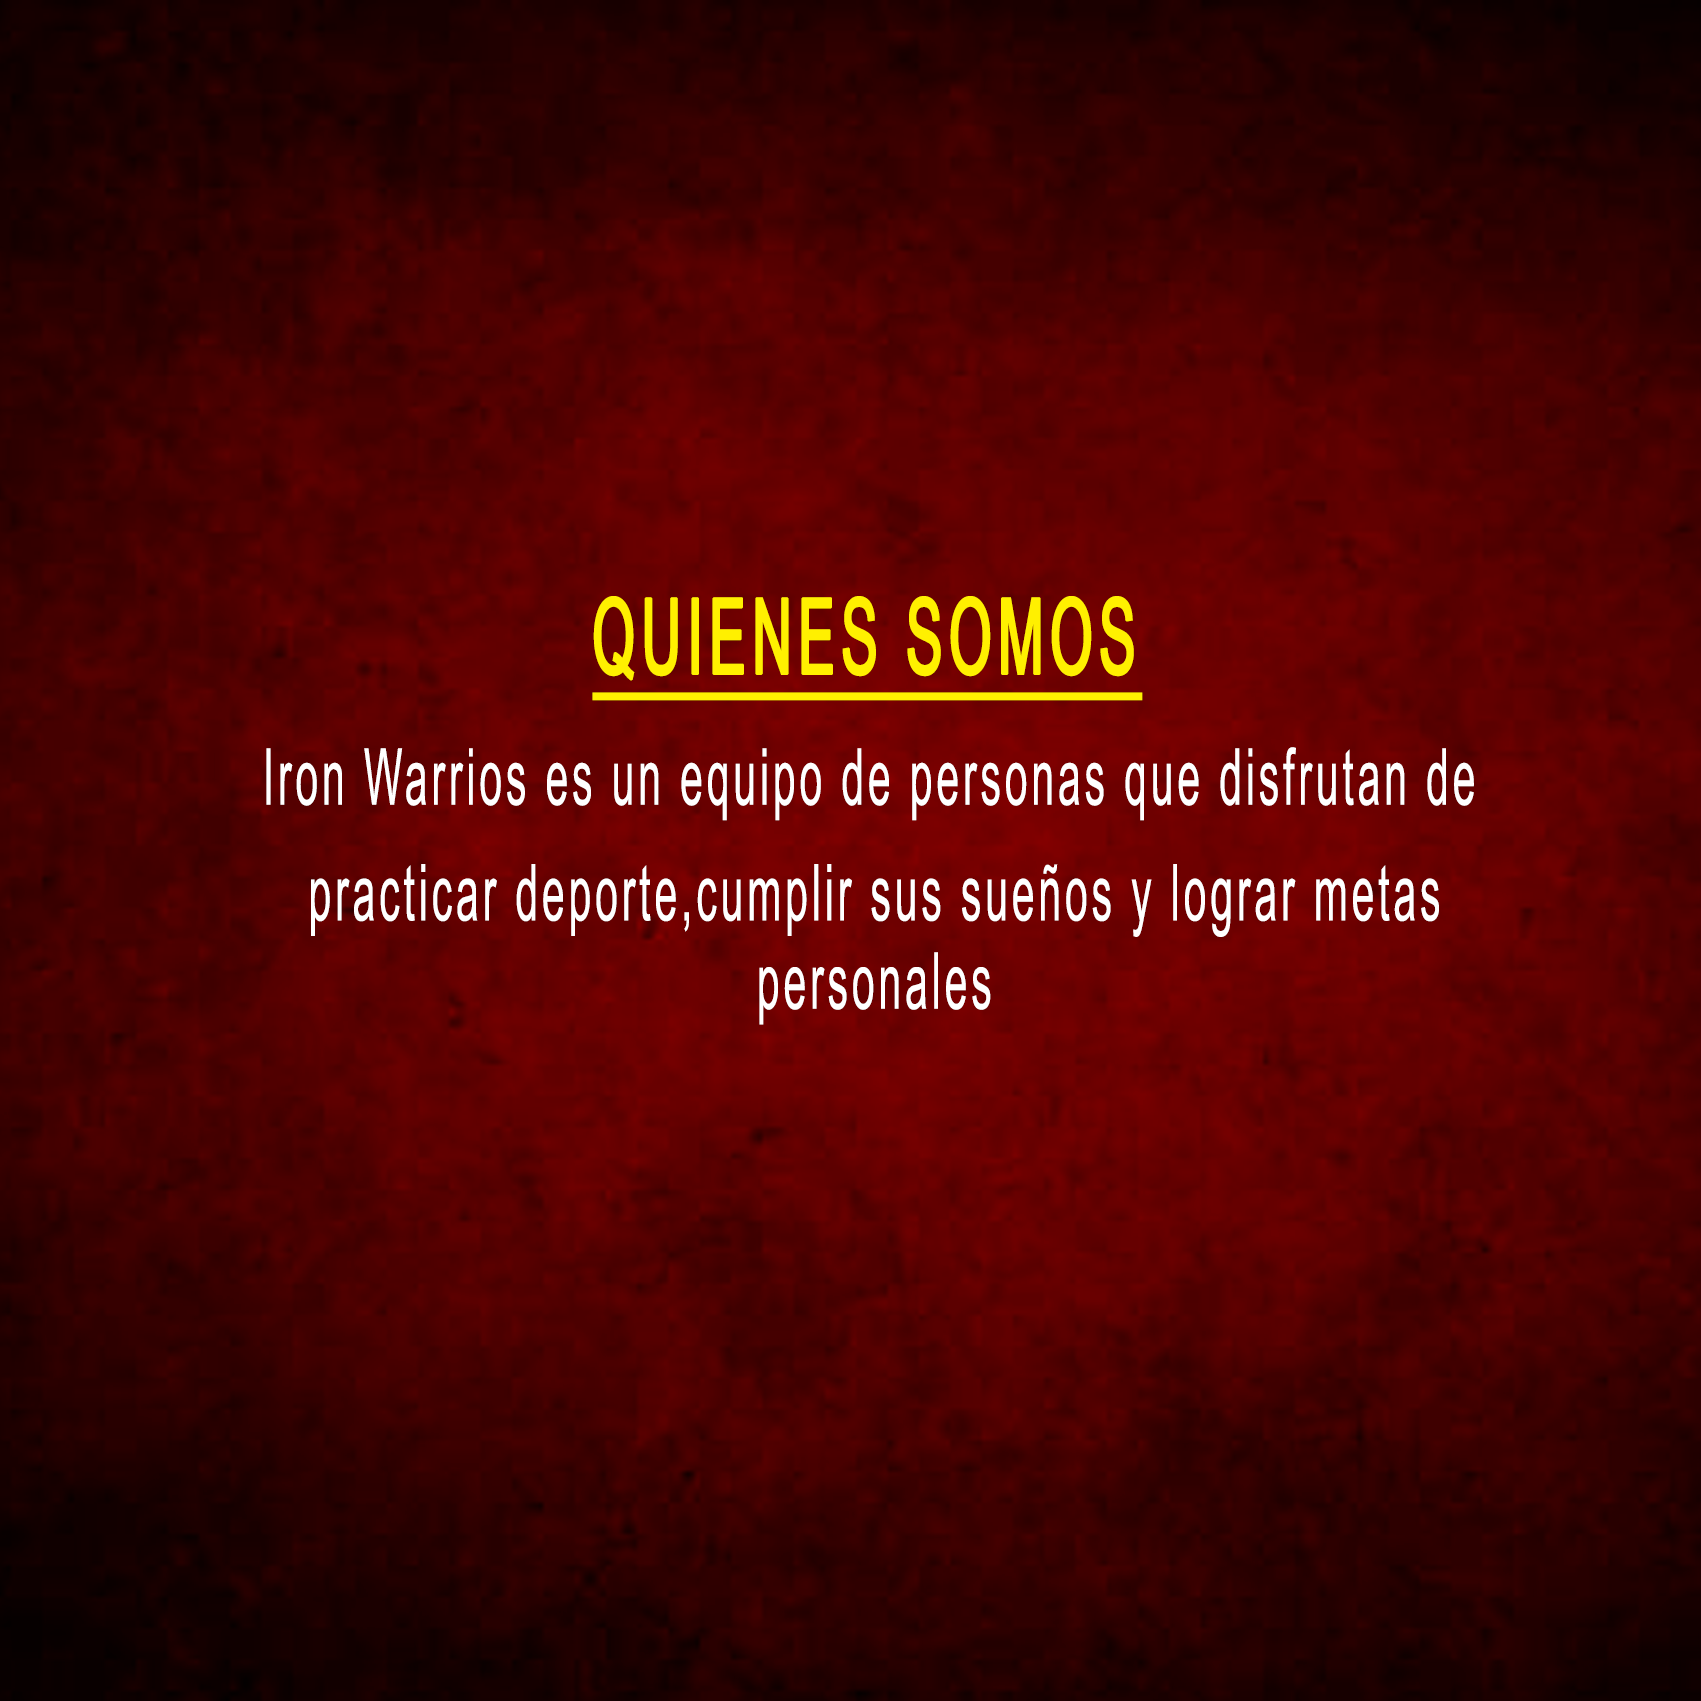 QUIENES SOMOS
Iron Warrios es un equipo de personas que disfrutan de
practicar deporte,cumplir sus sueños y lograr metas
personales